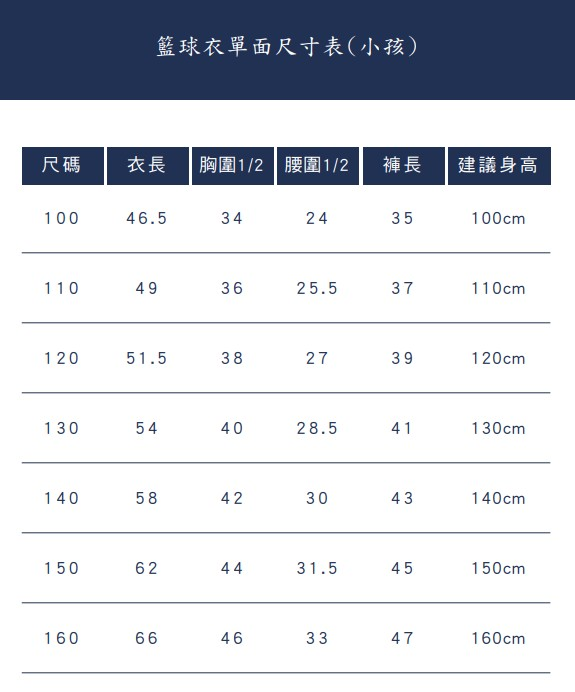 籃球衣單面尺寸表(小孩)
尺碼 衣長 胸圍1/2 腰圍1/2 褲長 建議身高
100 46.5 34 24 35 100cm
110 49 36 25.5 37 110cm
120 51.5 38 27 39 120cm
130 54 40 28.5 41 130cm
140 58 42 30 43 140cm
150 62 44 31.5 45 150cm
160 66 46 33 47 160cm